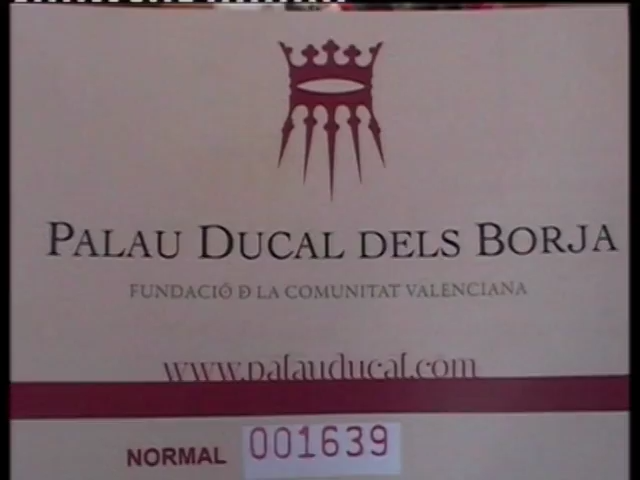 PALAU DUCAL DELS BORJA
FUNDACIÓ Đ LA COMUNITAT VALENCIANA
www.palauducal.com
NORMAL 001639